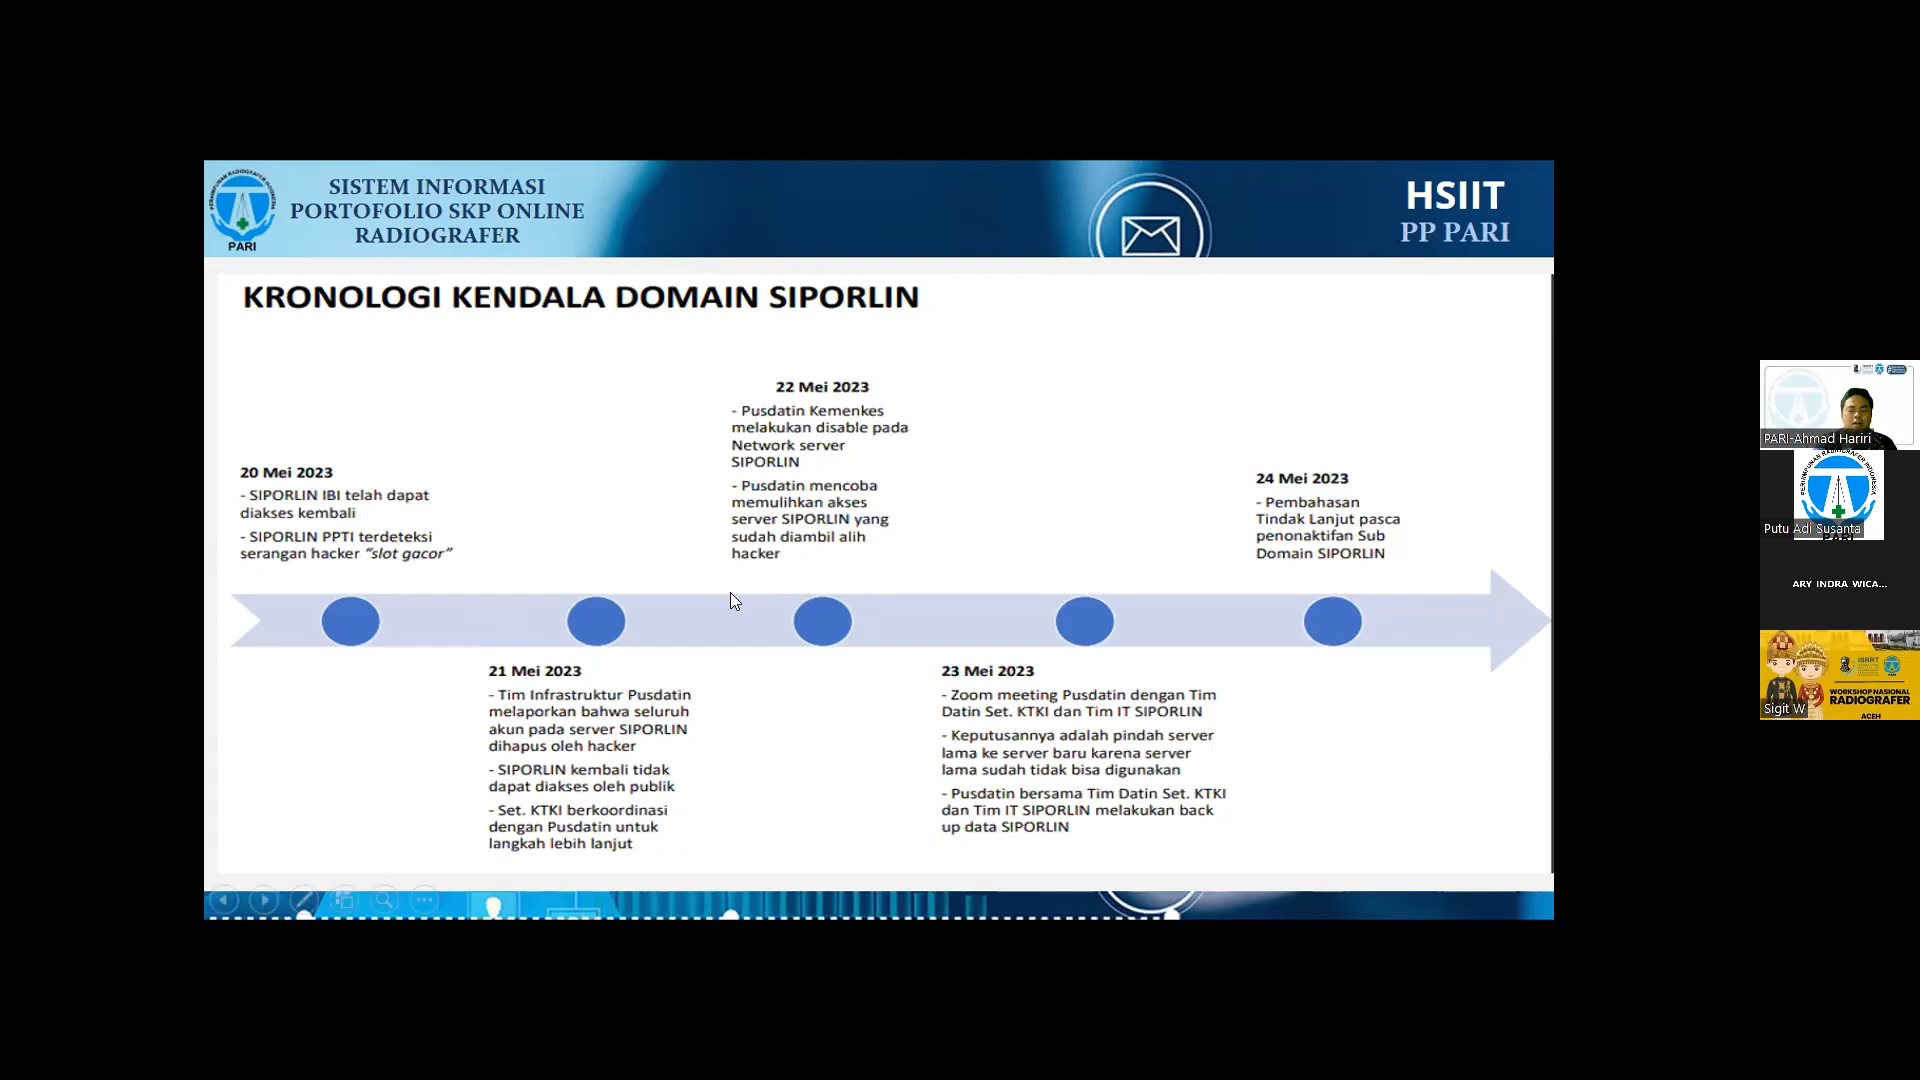 SISTEM INFORMASI
PORTOFOLIO SKP ONLINE
RADIOGRAFER
PERHIMPUNAN RADIOGRAFER INDONESIA
PARI
HSIIT
PP PARI
KRONOLOGI KENDALA DOMAIN SIPORLIN
20 Mei 2023
- SIPORLIN IBI telah dapat
diakses kembali
- SIPORLIN PPTI terdeteksi
serangan hacker “slot gacor”
21 Mei 2023
- Tim Infrastruktur Pusdatin
melaporkan bahwa seluruh
akun pada server SIPORLIN
dihapus oleh hacker
- SIPORLIN kembali tidak
dapat diakses oleh publik
- Set. KTKI berkoordinasi
dengan Pusdatin untuk
langkah lebih lanjut
22 Mei 2023
- Pusdatin Kemenkes
melakukan disable pada
Network server
SIPORLIN
- Pusdatin mencoba
memulihkan akses
server SIPORLIN yang
sudah diambil alih
hacker
23 Mei 2023
- Zoom meeting Pusdatin dengan Tim
Datin Set. KTKI dan Tim IT SIPORLIN
- Keputusannya adalah pindah server
lama ke server baru karena server
lama sudah tidak bisa digunakan
- Pusdatin bersama Tim Datin Set. KTKI
dan Tim IT SIPORLIN melakukan back
up data SIPORLIN
24 Mei 2023
- Pembahasan
Tindak Lanjut pasca
penonaktifan Sub
Domain SIPORLIN
PARI-Ahmad Hariri
PERHIMPUNAN RADIOGRAFER INDONESIA
Putu Adi Susanta
PARI
ARY INDRA WICA...
ISRRT
WORKSHOP NASIONAL
RADIOGRAFER
ACEH
Sigit W